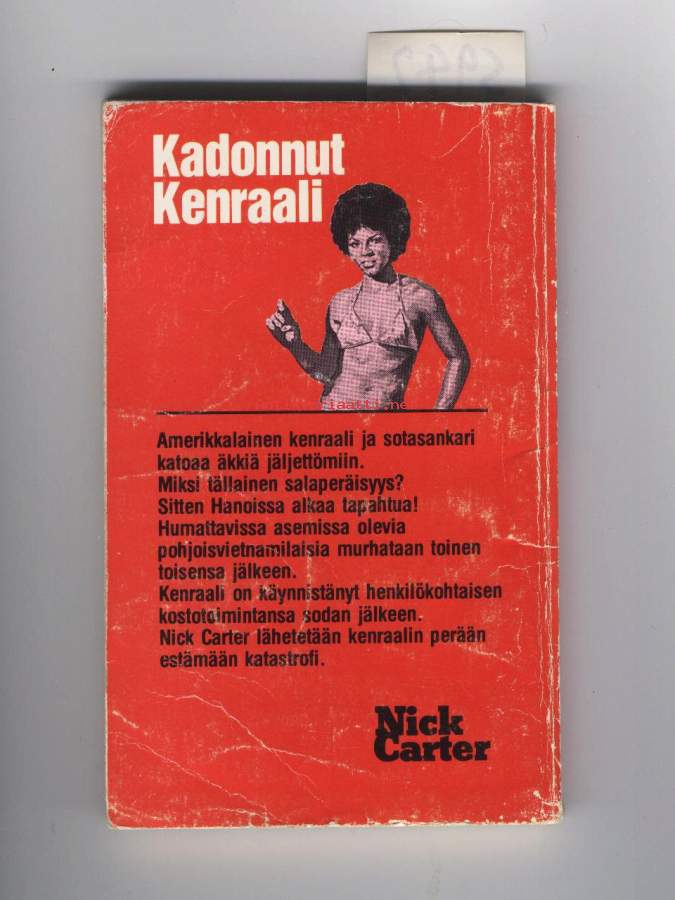 Kadonnut
Kenraali
Amerikkalainen kenraali ja sotasankari
katoaa äkkiä jäljettömiin.
Miksi tällainen salaperäisyys?
Sitten Hanoissa alkaa tapahtua!
Humattavissa asemissa olevia
pohjoisvietnamilaisia murhataan toinen
toisensa jälkeen.
Kenraali on käynnistänyt henkilökohtaisen
kostotoimintansa sodan jälkeen.
Nick Carter lähetetään kenraalin perään
estämään katastrofi.
Nick
Carter